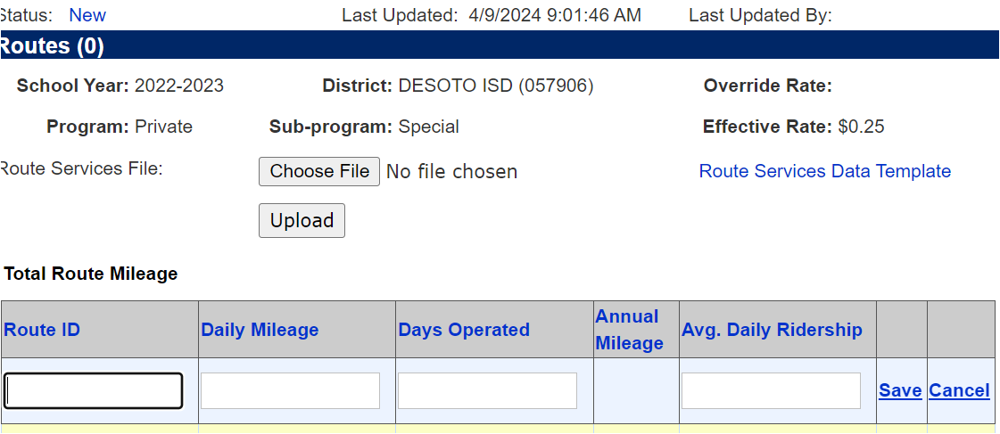 Status: New Last Updated: 4/9/2024 9:01:46 AM Last Updated By:
Routes (0)
School Year: 2022-2023 District: DESOTO ISD (057906) Override Rate:
Program: Private Sub-program: Special Effective Rate: $0.25
Route Services File: Choose File No file chosen Route Services Data Template
Upload
Total Route Mileage
Route ID Daily Mileage Days Operated Annual Mileage Avg. Daily Ridership
Save Cancel